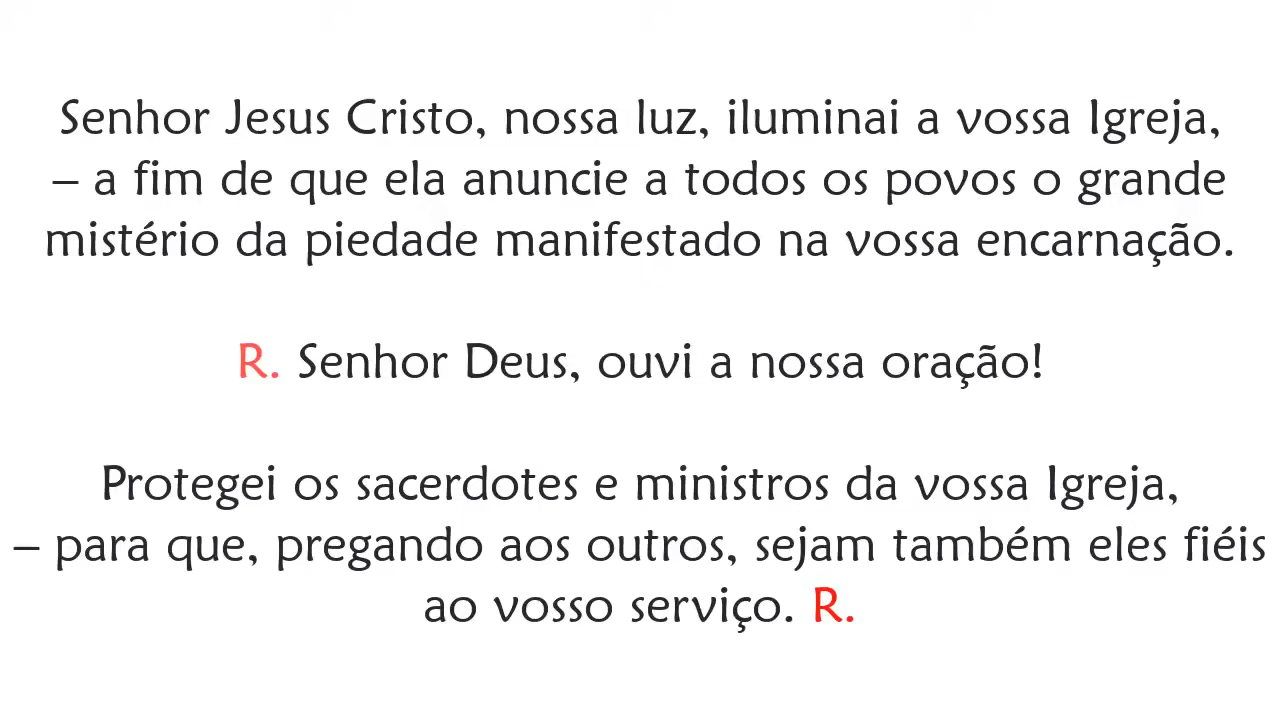 Senhor Jesus Cristo, nossa luz, iluminai a vossa Igreja,
– a fim de que ela anuncie a todos os povos o grande
mistério da piedade manifestado na vossa encarnação.
R. Senhor Deus, ouvi a nossa oração!
Protegei os sacerdotes e ministros da vossa Igreja,
– para que, pregando aos outros, sejam também eles fiéis
ao vosso serviço. R.